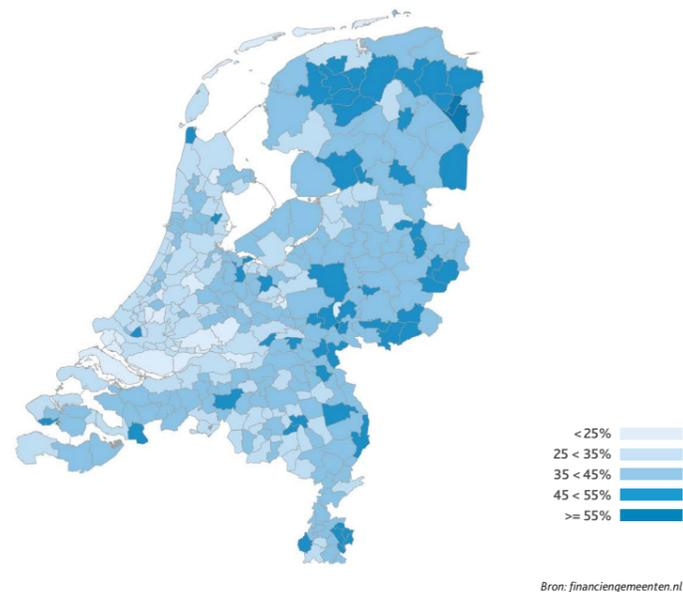 < 25%
25 < 35%
35 < 45%
45 < 55%
>= 55%
Bron: financiengemeenten.nl